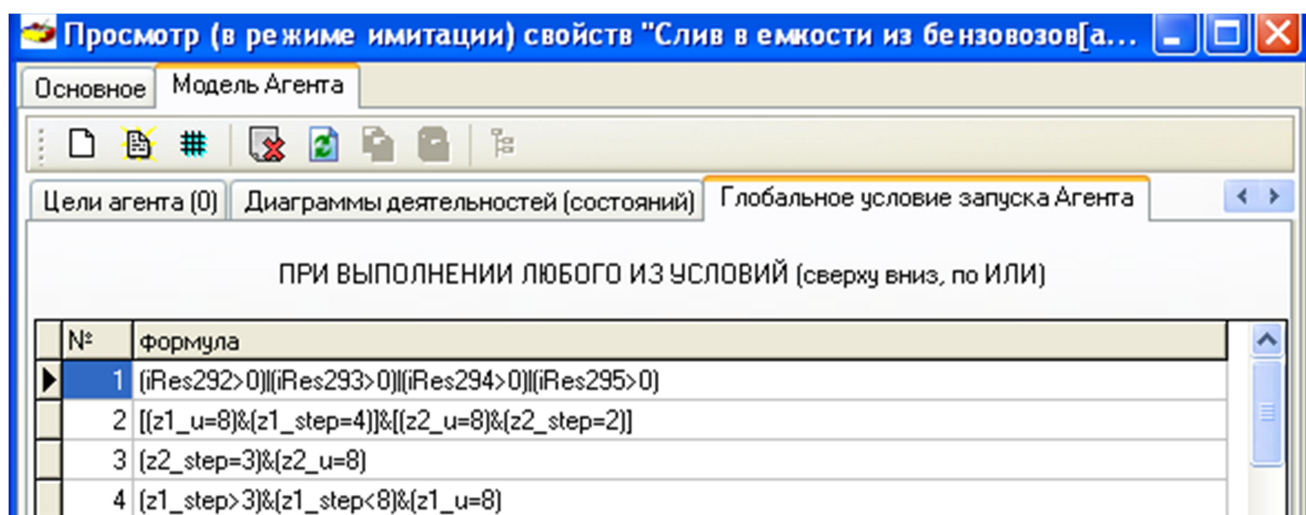 Просмотр (в режиме имитации) свойств "Слив в емкости из бензовозов[а...
Основное Модель Агента
Цели агента (0) Диаграммы деятельностей (состояний) Глобальное условие запуска Агента
ПРИ ВЫПОЛНЕНИИ ЛЮБОГО ИЗ УСЛОВИЙ (сверху вниз, по ИЛИ)
№ формула
1 (iRes292>0)|(iRes293>0)|(iRes294>0)|(iRes295>0)
2 [(z1_u=8)&(z1_step=4)]&[(z2_u=8)&(z2_step=2)]
3 (z2_step=3)&(z2_u=8)
4 (z1_step>3)&(z1_step<8)&(z1_u=8)